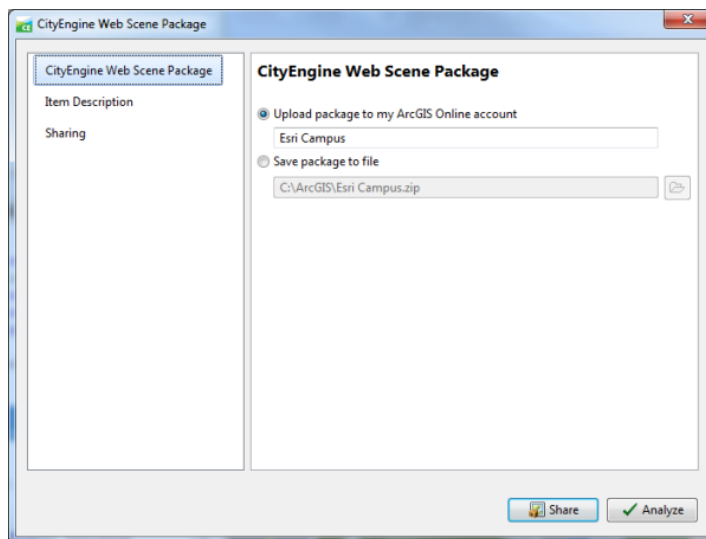 CityEngine Web Scene Package
CityEngine Web Scene Package
Item Description
Sharing
CityEngine Web Scene Package
Upload package to my ArcGIS Online account
Esri Campus
Save package to file
C:\ArcGIS\Esri Campus.zip
Share
Analyze